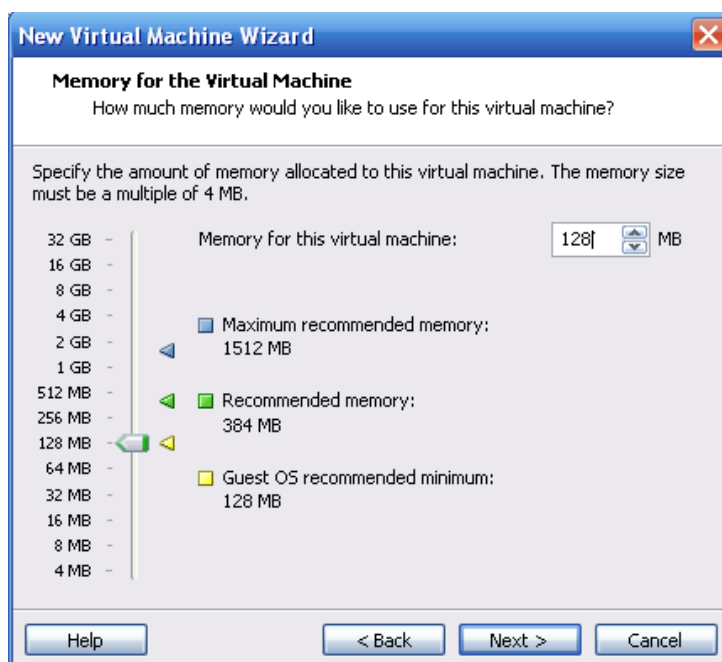 New Virtual Machine Wizard
Memory for the Virtual Machine
How much memory would you like to use for this virtual machine?
Specify the amount of memory allocated to this virtual machine. The memory size
must be a multiple of 4 MB.
32 GB
16 GB
8 GB
4 GB
2 GB
1 GB
512 MB
256 MB
128 MB
64 MB
32 MB
16 MB
8 MB
4 MB
Memory for this virtual machine: 128 MB
Maximum recommended memory:
1512 MB
Recommended memory:
384 MB
Guest OS recommended minimum:
128 MB
Help < Back Next > Cancel